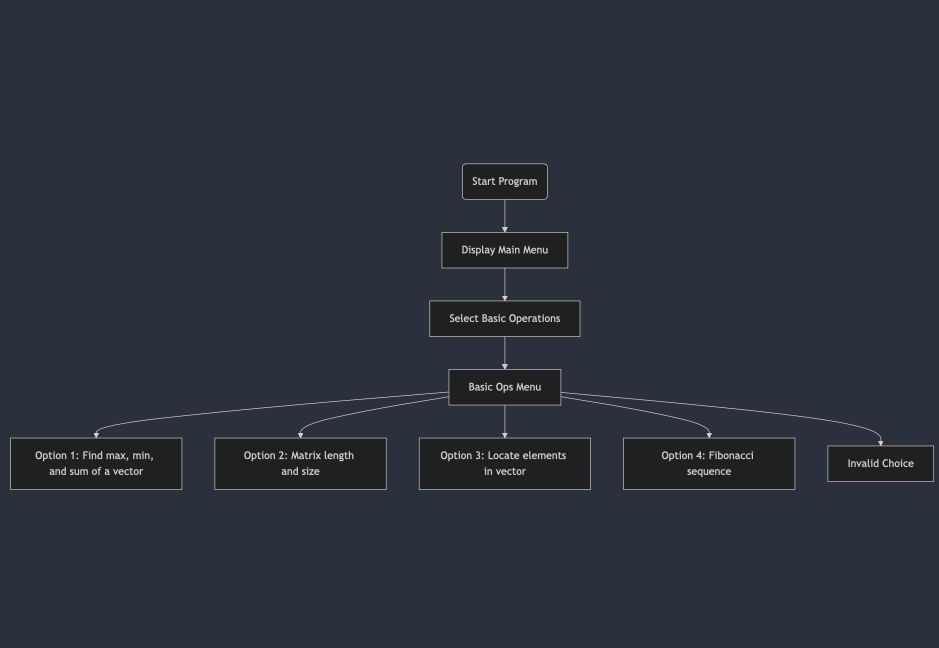 Start Program
Display Main Menu
Select Basic Operations
Basic Ops Menu
Option 1: Find max, min,
and sum of a vector
Option 2: Matrix length
and size
Option 3: Locate elements
in vector
Option 4: Fibonacci
sequence
Invalid Choice